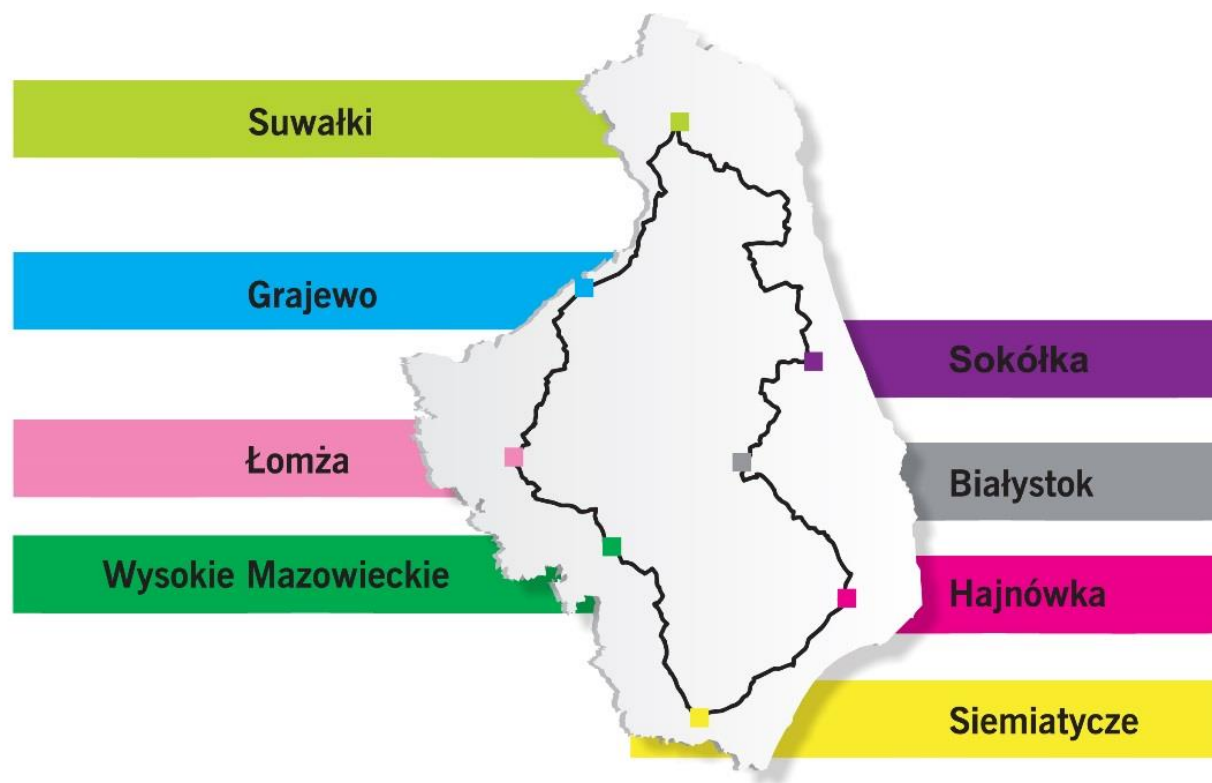 Suwałki
Grajewo
Sokółka
Łomża
Białystok
Wysokie Mazowieckie
Hajnówka
Siemiatycze